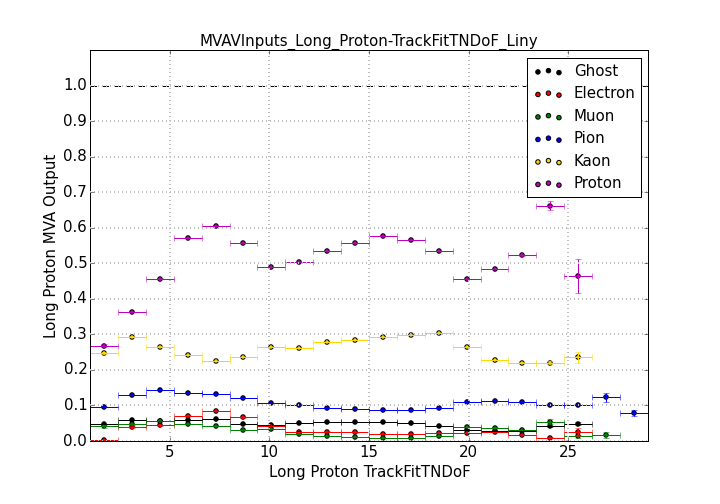 MVAVInputs_Long_Proton-TrackFitTNDoF_Liny
Ghost
Electron
Muon
Pion
Kaon
Proton
1.0
0.9
0.8
0.7
0.6
0.5
0.4
0.3
0.2
0.1
0.0
Long Proton MVA Output
5
10
15
20
25
Long Proton TrackFitTNDoF